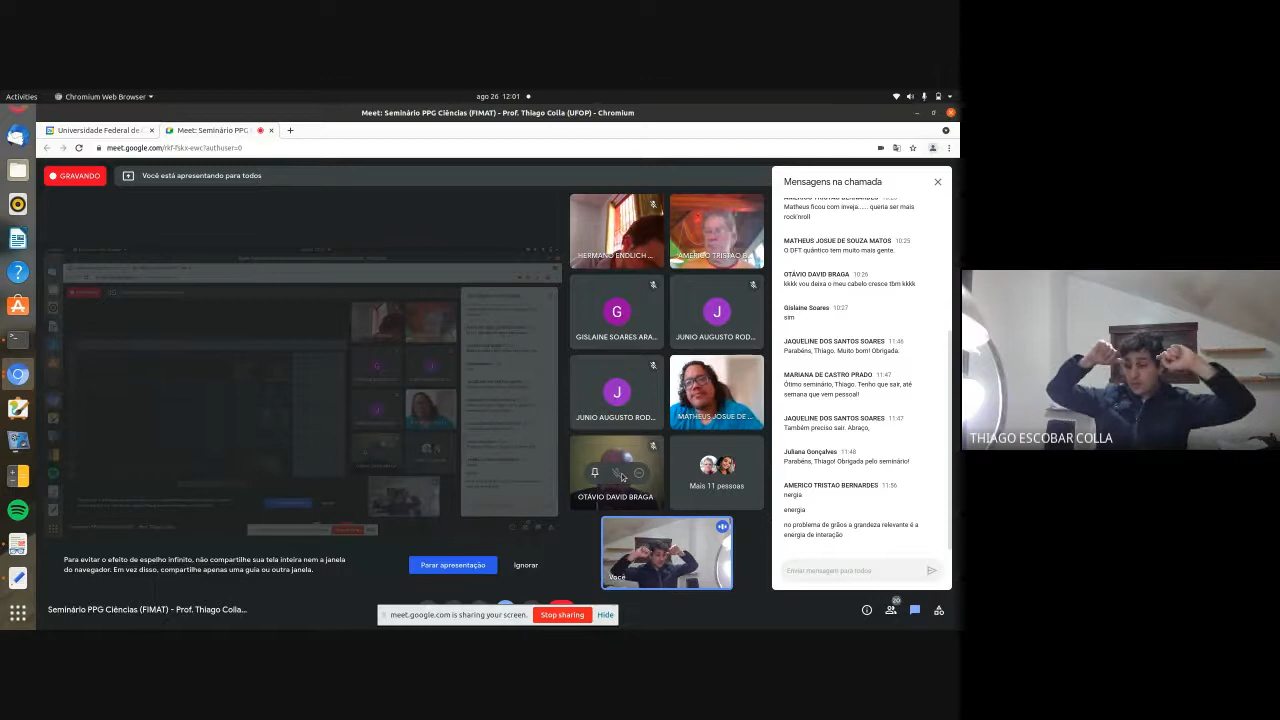 Activities
Chromium Web Browser
ago 26 12:01
Meet: Seminário PPG Ciências (FIMAT) - Prof. Thiago Colla (UFOP) - Chromium
Universidade Federal de
Meet: Seminário PPG
meet.google.com/rkf-fskx-ewc?authuser=0
GRAVANDO
Você está apresentando para todos
Mensagens na chamada
HERMANO ENDLICH ...
AMÉRICO TRISTAO B...
GISLAINE SOARES ARA...
JUNIO AUGUSTO ROD...
JUNIO AUGUSTO ROD...
MATHEUS JOSUE DE ...
OTÁVIO DAVID BRAGA
Mais 11 pessoas
Você
Matheus ficou com inveja...... queria ser mais
rock'nroll
MATHEUS JOSUE DE SOUZA MATOS 10:25
O DFT quântico tem muito mais gente.
OTÁVIO DAVID BRAGA 10:26
kkkk vou deixa o meu cabelo cresce tbm kkkk
Gislaine Soares 10:27
sim
JAQUELINE DOS SANTOS SOARES 11:46
Parabéns, Thiago. Muito bom! Obrigada.
MARIANA DE CASTRO PRADO 11:47
Ótimo seminário, Thiago, Tenho que sair, até
semana que vem pessoal!
JAQUELINE DOS SANTOS SOARES 11:47
Também preciso sair. Abraço,
Juliana Gonçalves 11:48
Parabéns, Thiago! Obrigada pelo seminário!
AMERICO TRISTAO BERNARDES 11:56
nergia
energia
no problema de grãos a grandeza relevante é a
energia de interação
Enviar mensagem para todos
Para evitar o efeito de espelho infinito, não compartilhe sua tela inteira nem a janela
do navegador. Em vez disso, compartilhe apenas uma guia ou outra janela.
Parar apresentação
Ignorar
Seminário PPG Ciências (FIMAT) - Prof. Thiago Colla...
meet.google.com is sharing your screen.
Stop sharing
Hide
20
THIAGO ESCOBAR COLLA